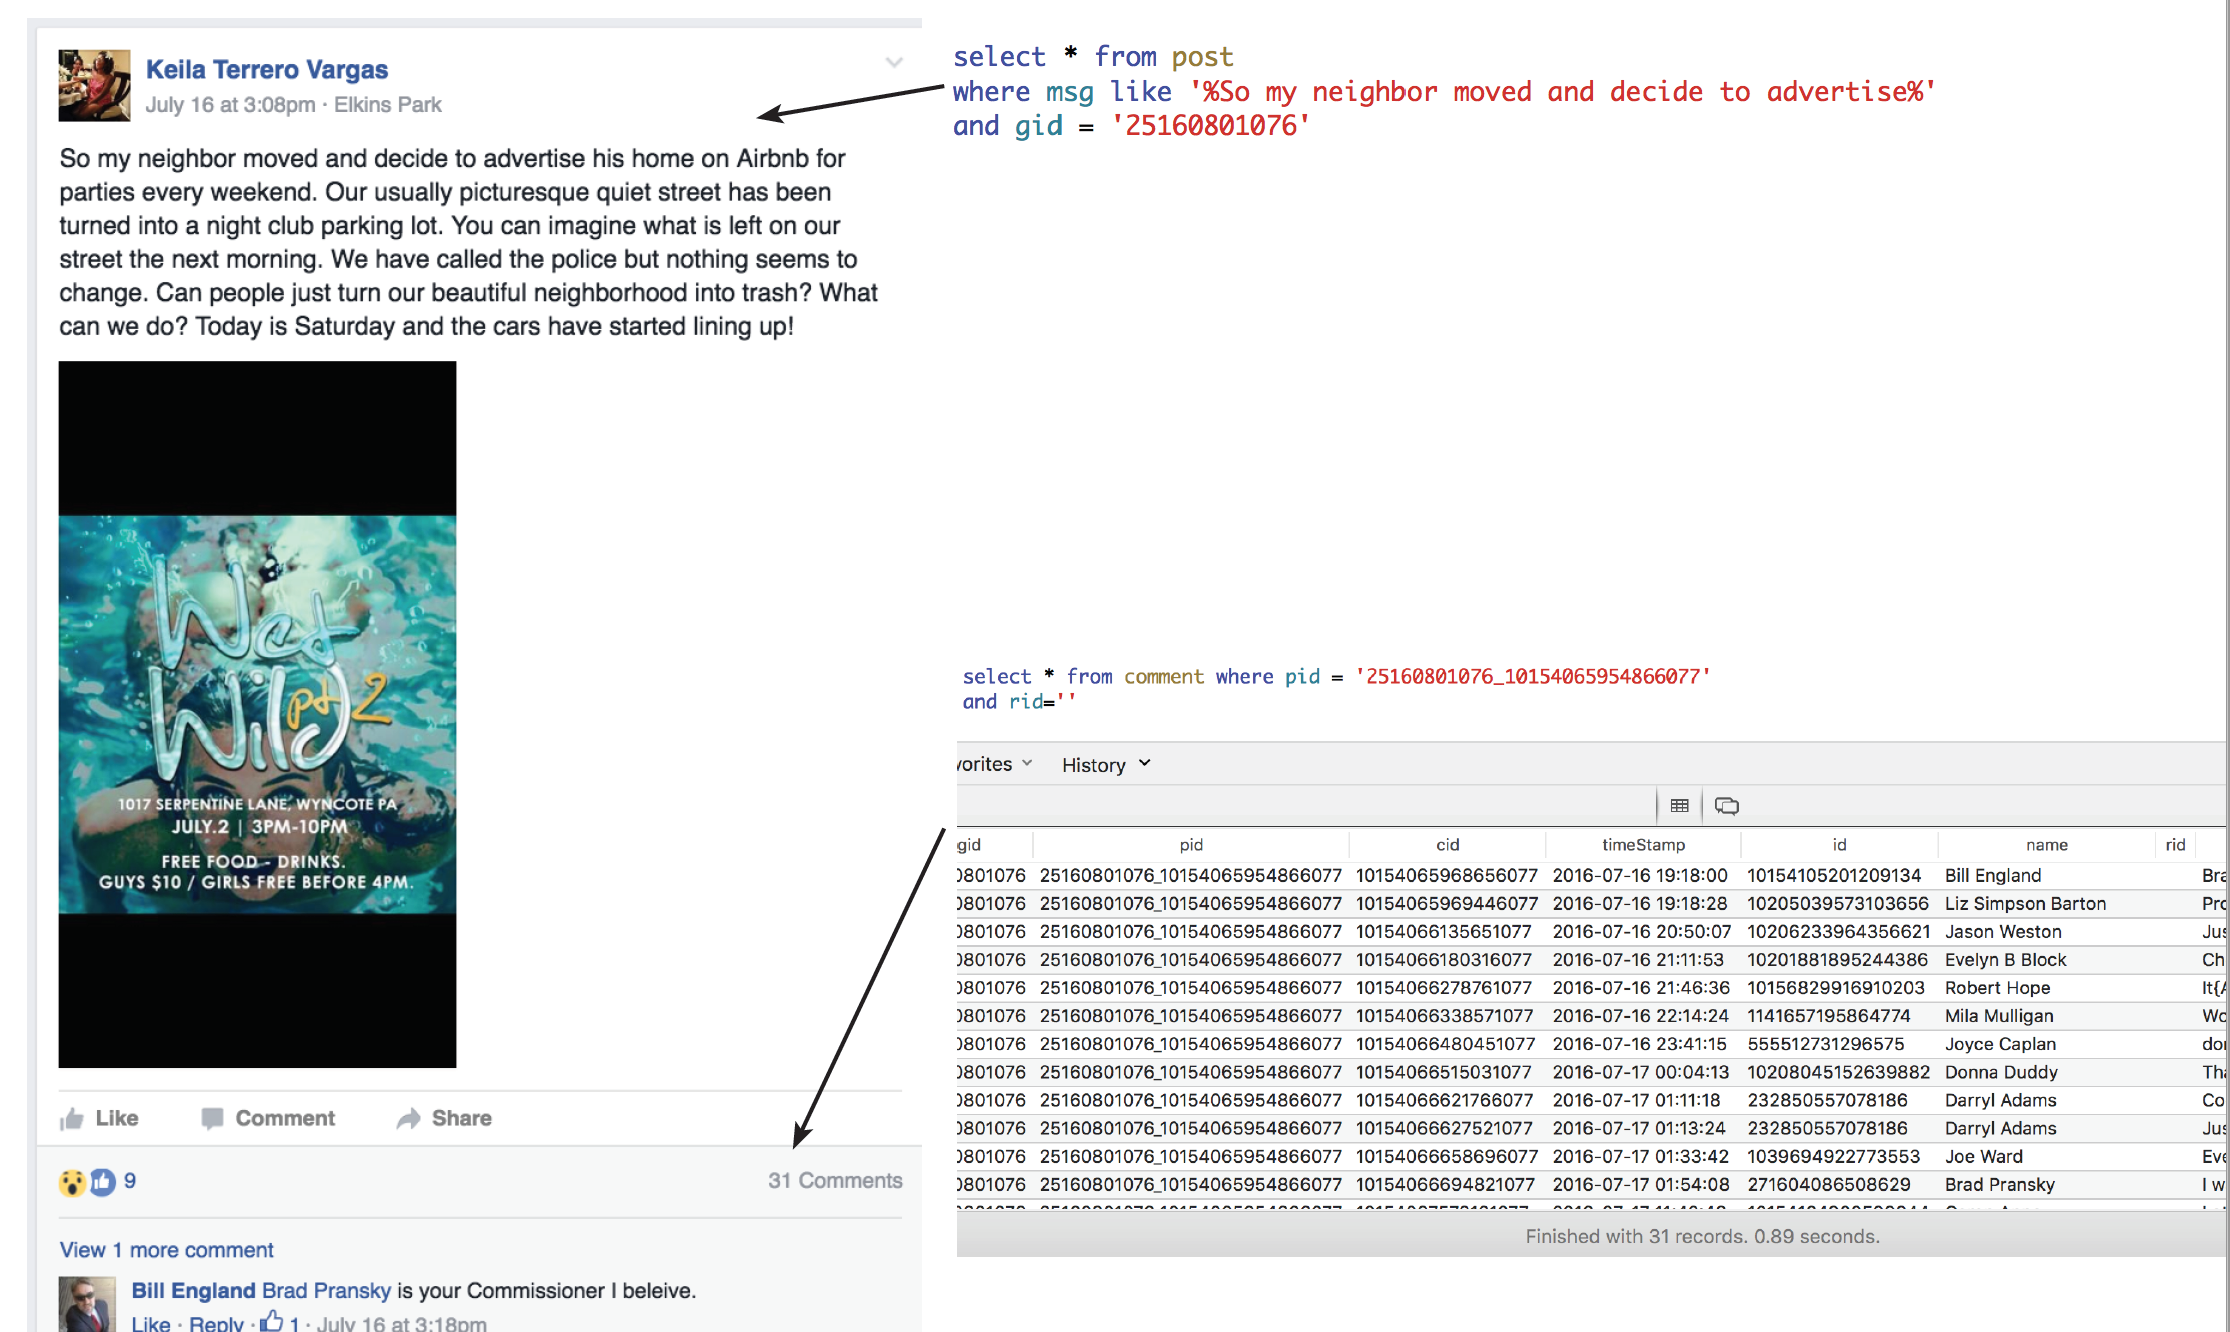 Keila Terrero Vargas
July 16 at 3:08pm · Elkins Park
So my neighbor moved and decide to advertise his home on Airbnb for
parties every weekend. Our usually picturesque quiet street has been
turned into a night club parking lot. You can imagine what is left on our
street the next morning. We have called the police but nothing seems to
change. Can people just turn our beautiful neighborhood into trash? What
can we do? Today is Saturday and the cars have started lining up!
Wet
Wild pt 2
1017 SERPENTINE LANE, WYNCOTE PA
JULY.2 | 3PM-10PM
FREE FOOD - DRINKS.
GUYS $10 / GIRLS FREE BEFORE 4PM.
Like Comment Share
9 31 Comments
View 1 more comment
Bill England Brad Pransky is your Commissioner I beleive.
Like · Reply · 1 · July 16 at 3:18pm
select * from post
where msg like '%So my neighbor moved and decide to advertise%'
and gid = '25160801076'
select * from comment where pid = '25160801076_10154065954866077'
and rid=''
vorites History
gid pid cid timeStamp id name rid
0801076 25160801076_10154065954866077 10154065968656077 2016-07-16 19:18:00 10154105201209134 Bill England Bra
0801076 25160801076_10154065954866077 10154065969446077 2016-07-16 19:18:28 10205039573103656 Liz Simpson Barton Pro
0801076 25160801076_10154065954866077 10154066135651077 2016-07-16 20:50:07 10206233964356621 Jason Weston Jus
0801076 25160801076_10154065954866077 10154066180316077 2016-07-16 21:11:53 10201881895244386 Evelyn B Block Ch
0801076 25160801076_10154065954866077 10154066278761077 2016-07-16 21:46:36 10156829916910203 Robert Hope It{A
0801076 25160801076_10154065954866077 10154066338571077 2016-07-16 22:14:24 1141657195864774 Mila Mulligan Wo
0801076 25160801076_10154065954866077 10154066480451077 2016-07-16 23:41:15 555512731296575 Joyce Caplan dor
0801076 25160801076_10154065954866077 10154066515031077 2016-07-17 00:04:13 10208045152639882 Donna Duddy Tha
0801076 25160801076_10154065954866077 10154066621766077 2016-07-17 01:11:18 232850557078186 Darryl Adams Co
0801076 25160801076_10154065954866077 10154066627521077 2016-07-17 01:13:24 232850557078186 Darryl Adams Jus
0801076 25160801076_10154065954866077 10154066658696077 2016-07-17 01:33:42 1039694922773553 Joe Ward Eve
0801076 25160801076_10154065954866077 10154066694821077 2016-07-17 01:54:08 271604086508629 Brad Pransky I w
Finished with 31 records. 0.89 seconds.